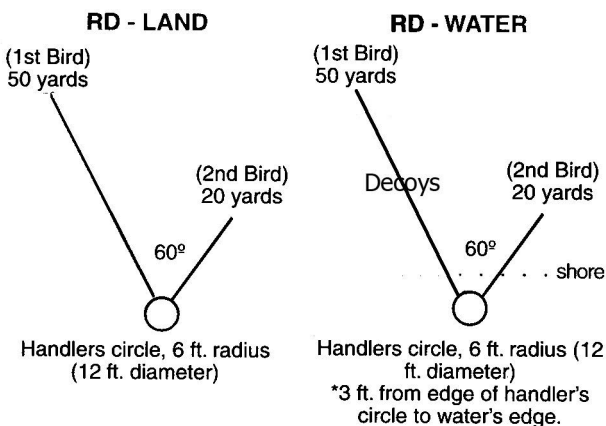 RD - LAND
(1st Bird)
50 yards
(2nd Bird)
20 yards
60º
Handlers circle, 6 ft. radius
(12 ft. diameter)
RD - WATER
(1st Bird)
50 yards
Decoys
(2nd Bird)
20 yards
60º
shore
Handlers circle, 6 ft. radius (12
ft. diameter)
*3 ft. from edge of handler's
circle to water's edge.